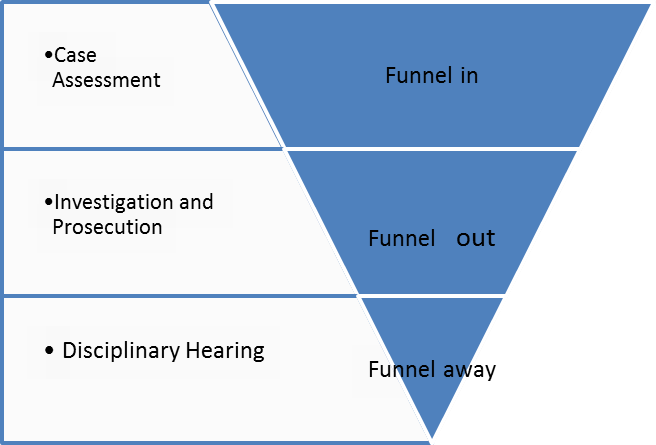 •Case
Assessment
Funnel in
•Investigation and
Prosecution
Funnel out
• Disciplinary Hearing
Funnel away